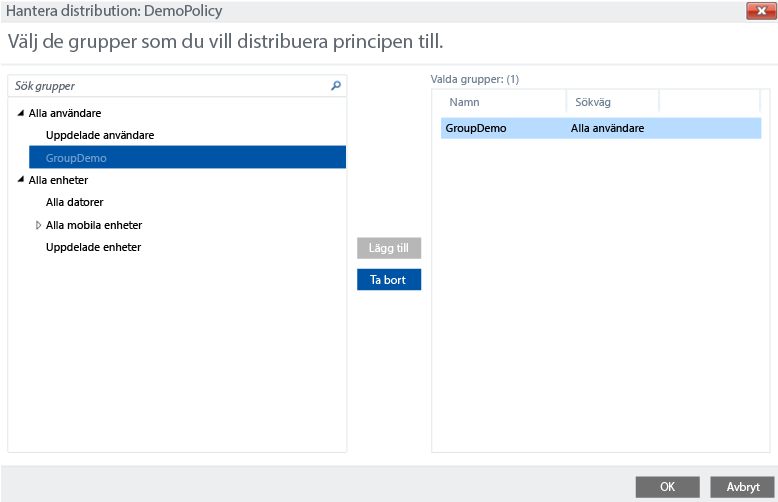 Hantera distribution: DemoPolicy
Välj de grupper som du vill distribuera principen till.
Sök grupper
Alla användare
Uppdelade användare
GroupDemo
Alla enheter
Alla datorer
Alla mobila enheter
Uppdelade enheter
Lägg till
Ta bort
Valda grupper: (1)
Namn Sökväg
GroupDemo Alla användare
OK Avbryt